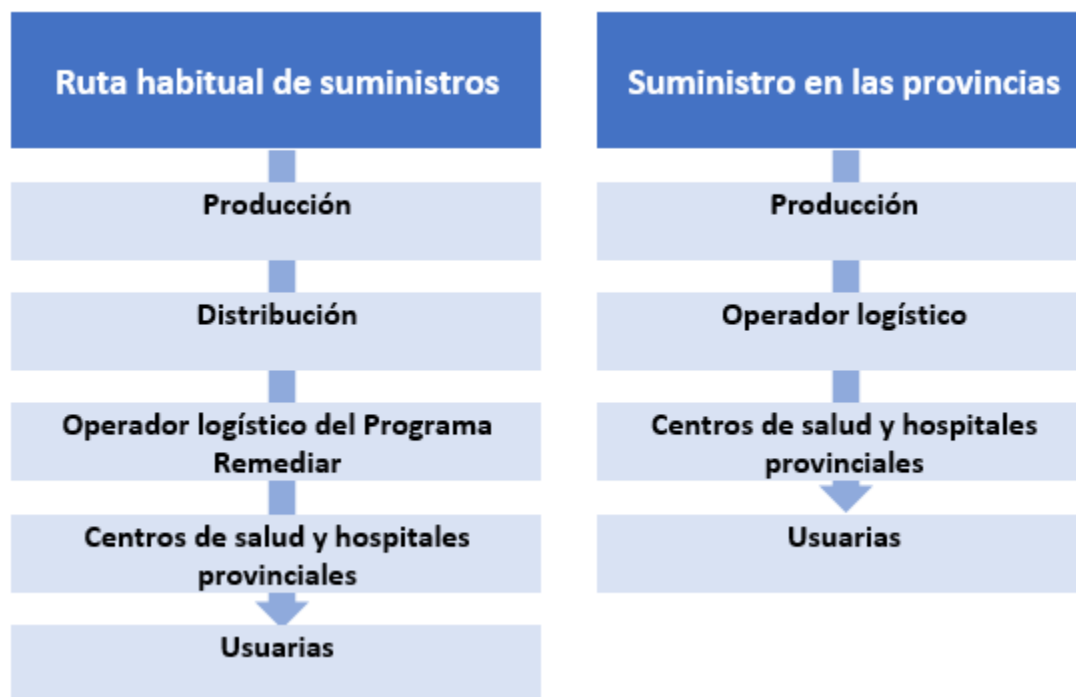 Ruta habitual de suministros
Producción
Distribución
Operador logístico del Programa
Remediar
Centros de salud y hospitales
provinciales
Usuarias
Suministro en las provincias
Producción
Operador logístico
Centros de salud y hospitales
provinciales
Usuarias